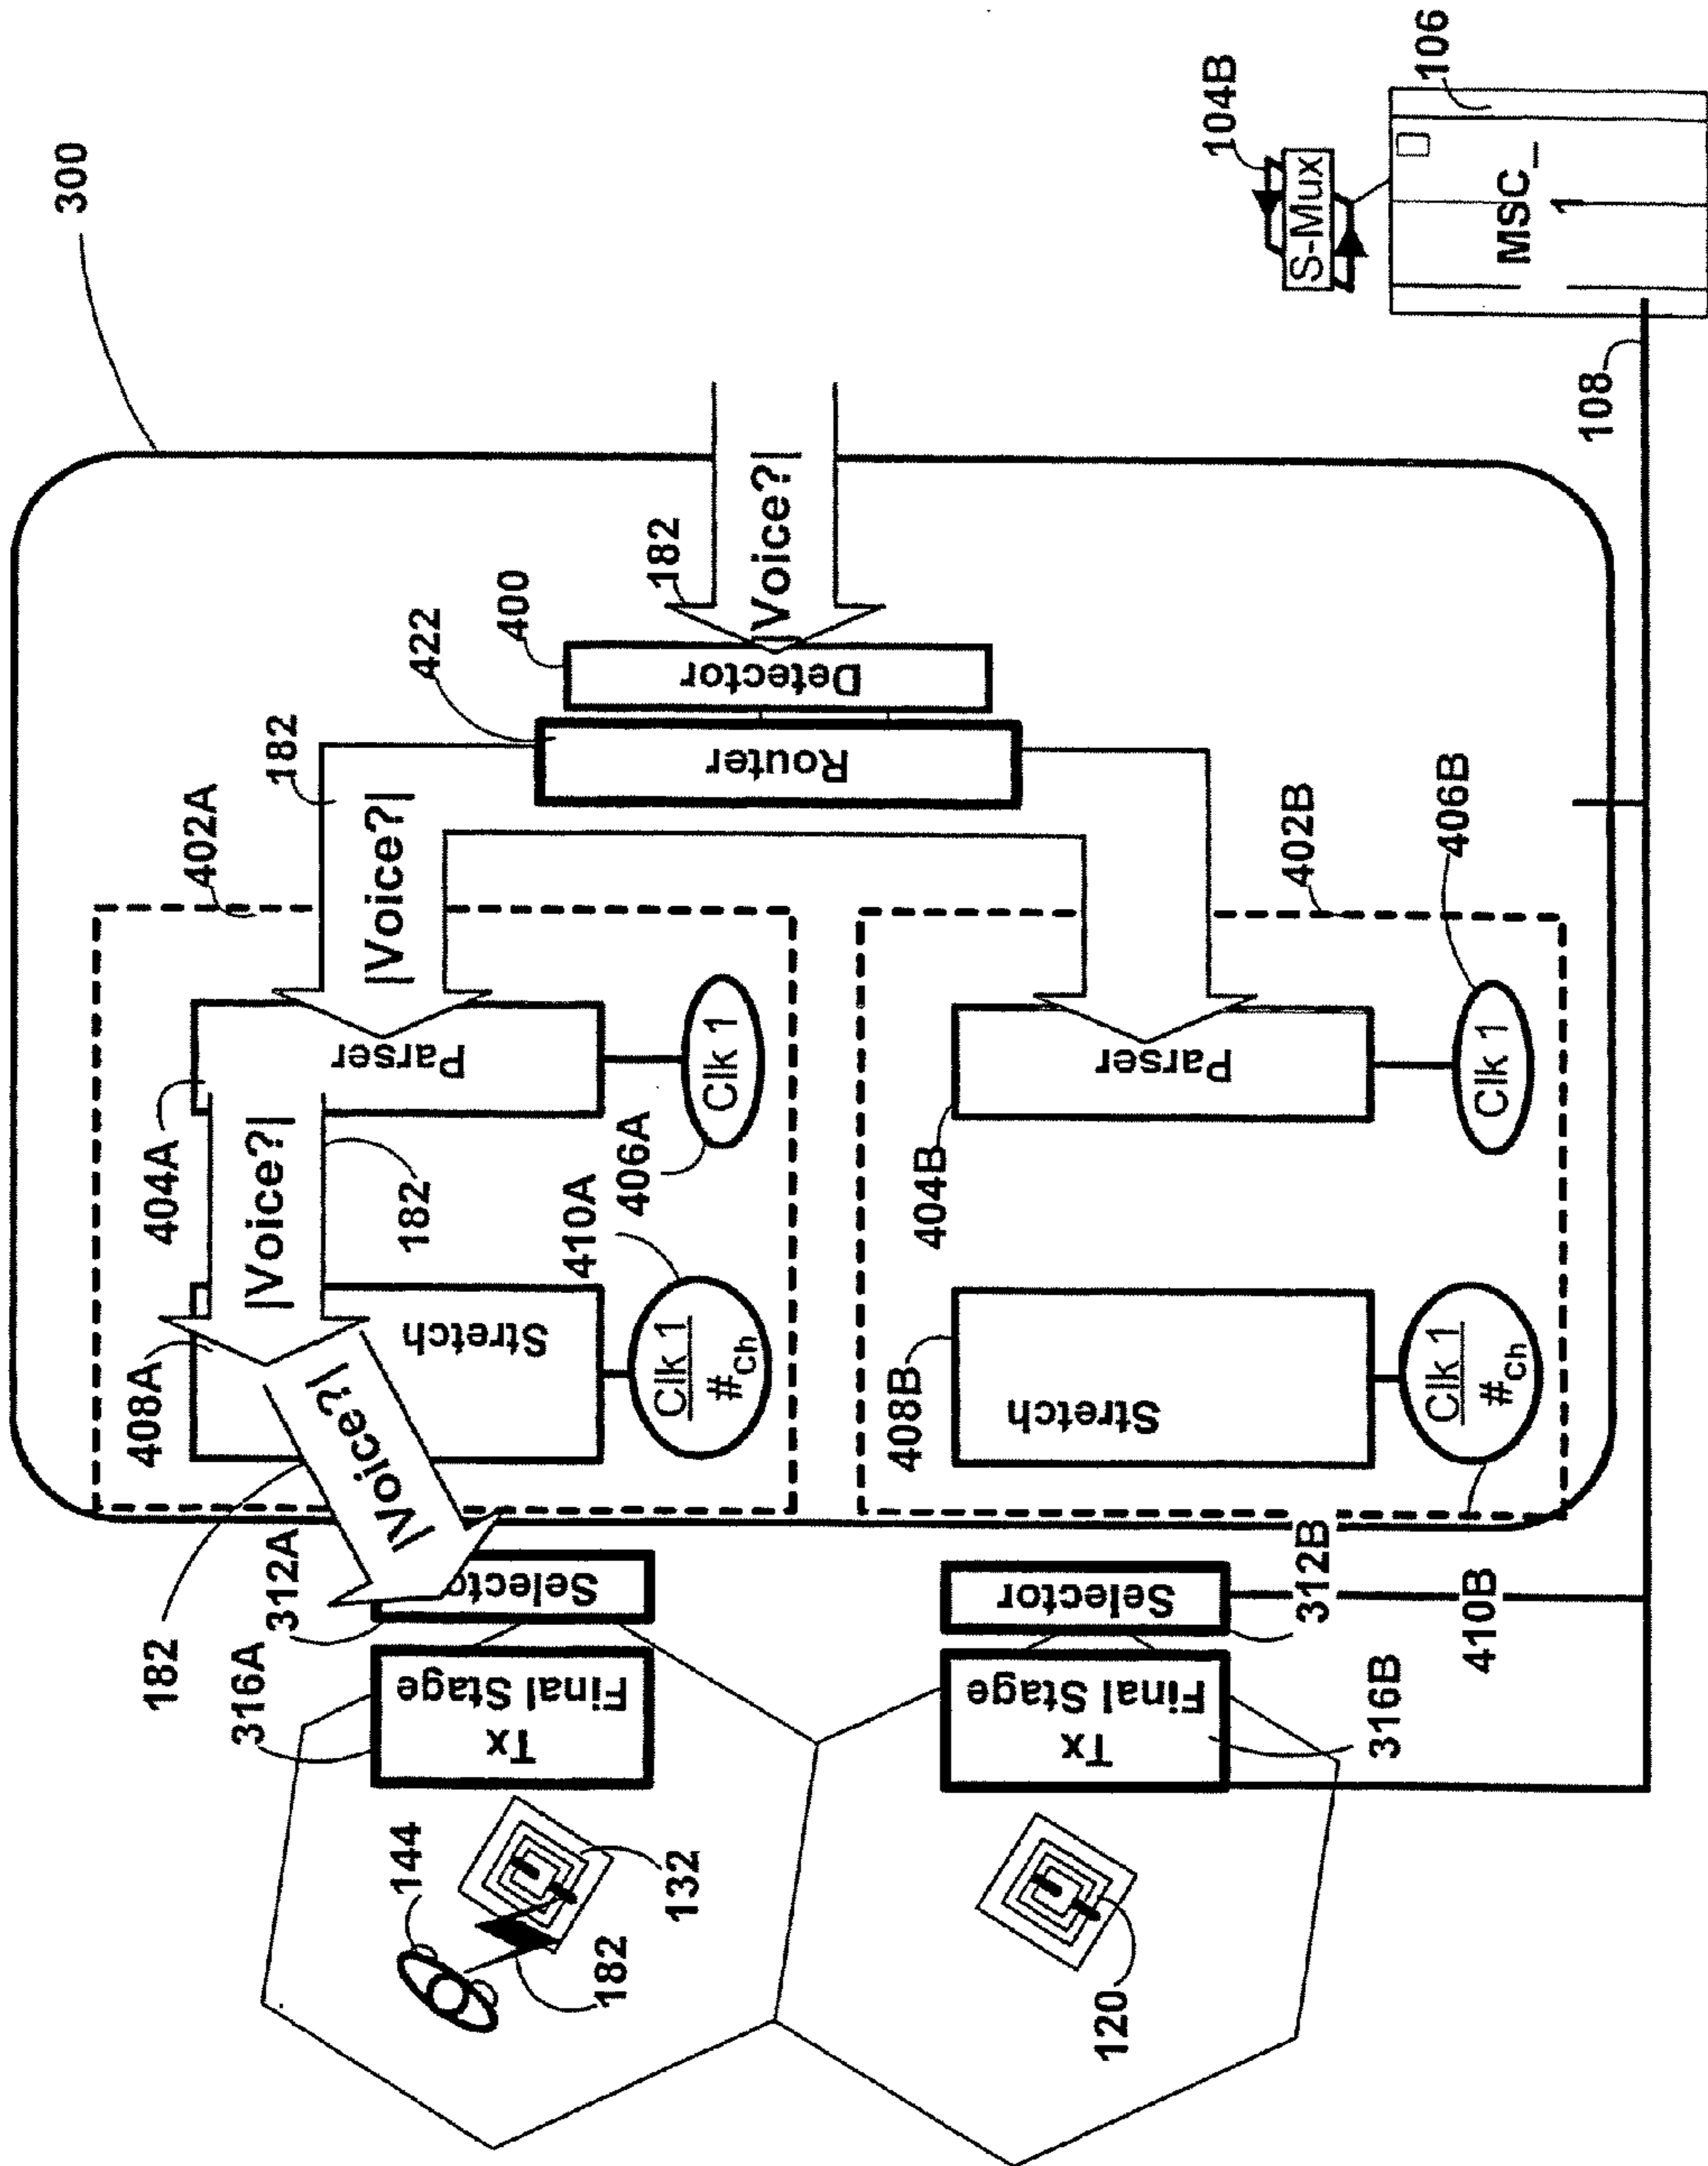 300
104B
S-Mux
106
MSC_
1
108
|Voice?|
182
400
Detector
422
Router
182
|Voice?|
402A
402B
404A
Parser
406A
Clk 1
404B
Parser
406B
Clk 1
|Voice?|
182
408A
Stretch
410A
Clk 1
#Ch
408B
Stretch
Clk 1
#Ch
410B
|Voice?|
182
312A
Selector
316A
Tx
Final Stage
312B
Selector
316B
Tx
Final Stage
144
132
182
120